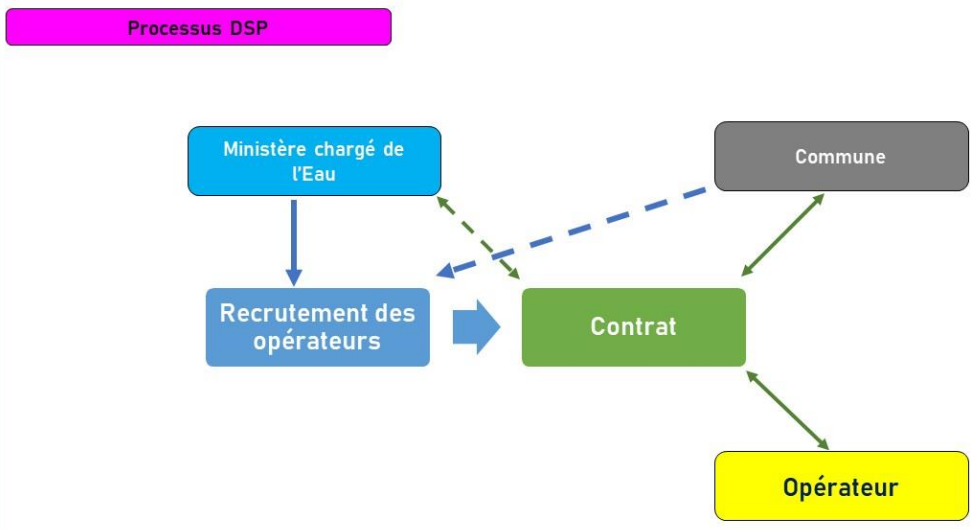 Processus DSP
Ministère chargé de
l'Eau
Commune
Recrutement des
opérateurs
Contrat
Opérateur